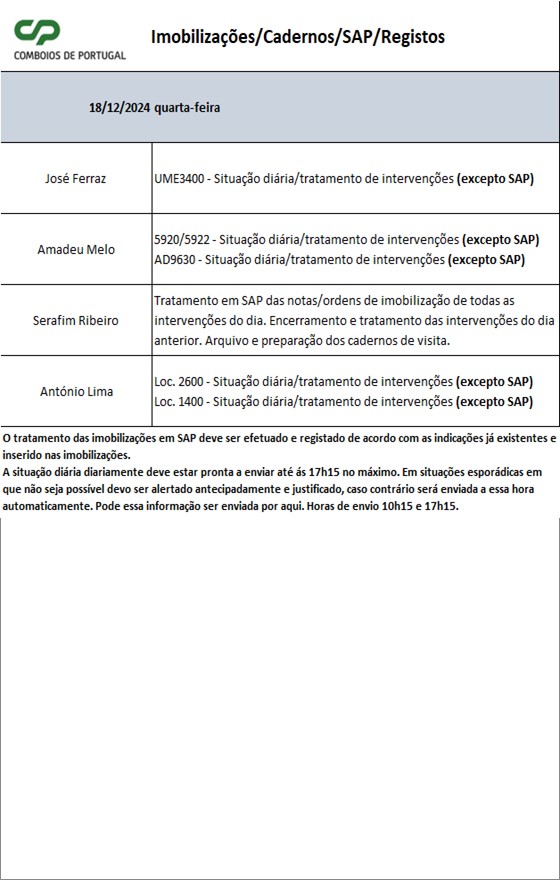 CP
COMBOIOS DE PORTUGAL
Imobilizações/Cadernos/SAP/Registos
18/12/2024 quarta-feira
José Ferraz
UME3400 - Situação diária/tratamento de intervenções (excepto SAP)
Amadeu Melo
5920/5922 - Situação diária/tratamento de intervenções (excepto SAP)
AD9630 - Situação diária/tratamento de intervenções (excepto SAP)
Serafim Ribeiro
Tratamento em SAP das notas/ordens de imobilização de todas as
intervenções do dia. Encerramento e tratamento das intervenções do dia
anterior. Arquivo e preparação dos cadernos de visita.
António Lima
Loc. 2600 - Situação diária/tratamento de intervenções (excepto SAP)
Loc. 1400 - Situação diária/tratamento de intervenções (excepto SAP)
O tratamento das imobilizações em SAP deve ser efetuado e registado de acordo com as indicações já existentes e
inserido nas imobilizações.
A situação diária diariamente deve estar pronta a enviar até ás 17h15 no máximo. Em situações esporádicas em
que não seja possível devo ser alertado antecipadamente e justificado, caso contrário será enviada a essa hora
automaticamente. Pode essa informação ser enviada por aqui. Horas de envio 10h15 e 17h15.